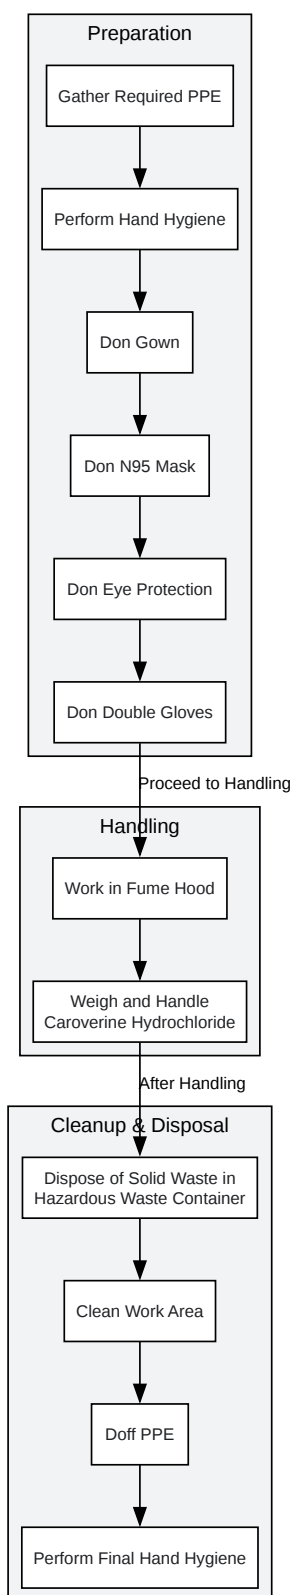 Preparation
Gather Required PPE
Perform Hand Hygiene
Don Gown
Don N95 Mask
Don Eye Protection
Don Double Gloves
Proceed to Handling
Handling
Work in Fume Hood
Weigh and Handle
Caroverine Hydrochloride
After Handling
Cleanup & Disposal
Dispose of Solid Waste in
Hazardous Waste Container
Clean Work Area
Doff PPE
Perform Final Hand Hygiene